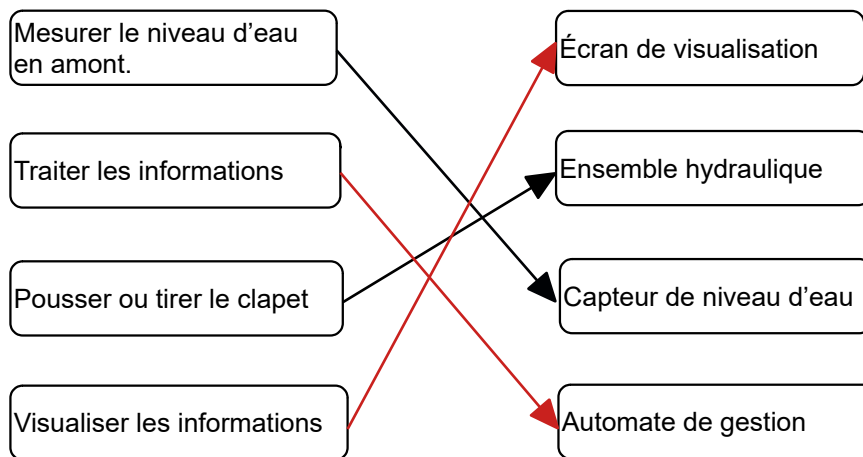 Mesurer le niveau d'eau
en amont.
Traiter les informations
Pousser ou tirer le clapet
Visualiser les informations
Écran de visualisation
Ensemble hydraulique
Capteur de niveau d'eau
Automate de gestion